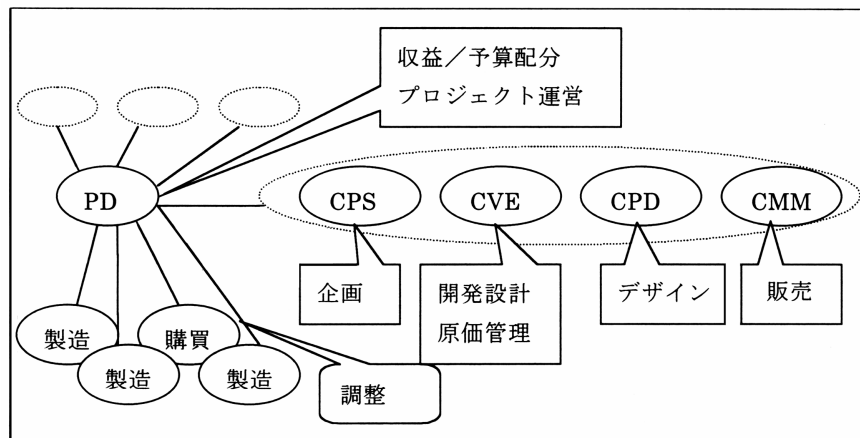 収益／予算配分
プロジェクト運営
PD
CPS
CVE
CPD
CMM
企画
開発設計
原価管理
デザイン
販売
製造
購買
製造
製造
調整